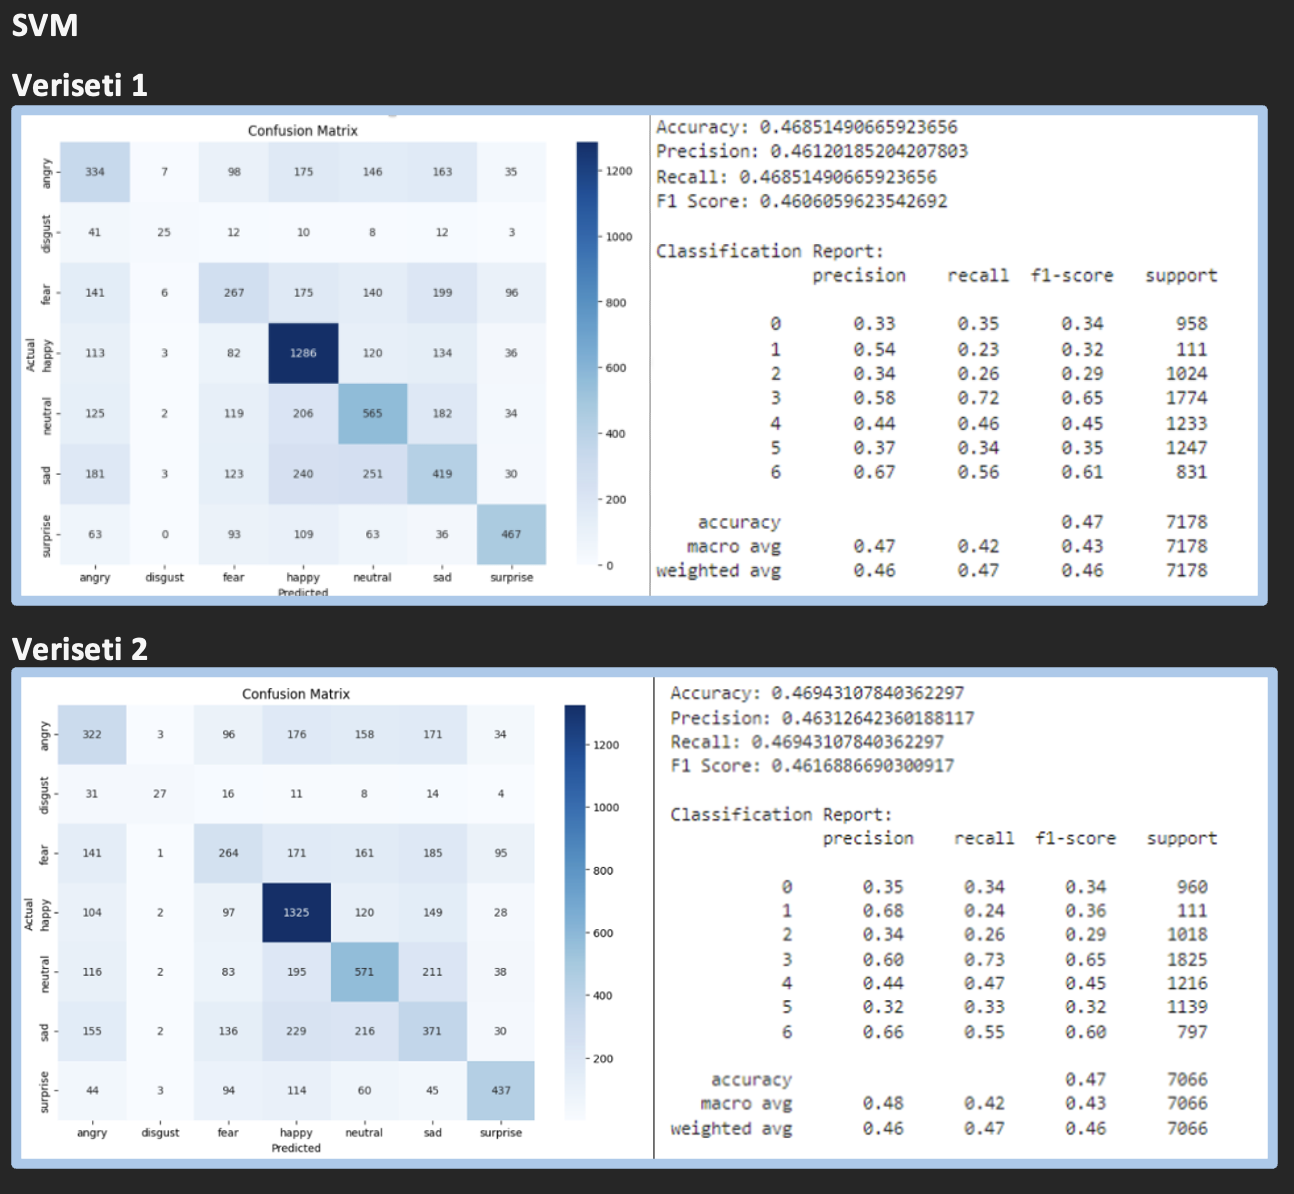 SVM
Veriseti 1
Confusion Matrix
angry 334 7 98 175 146 163 35
disgust 41 25 12 10 8 12 3
fear 141 6 267 175 140 199 96
happy 113 3 82 1286 120 134 36
neutral 125 2 119 206 565 182 34
sad 181 3 123 240 251 419 30
surprise 63 0 93 109 63 36 467
Actual
angry disgust fear happy neutral sad surprise
Predicted
1200
1000
800
600
400
200
0
Accuracy: 0.46851490665923656
Precision: 0.46120185204207803
Recall: 0.46851490665923656
F1 Score: 0.4606059623542692
Classification Report:
precision recall f1-score support
0 0.33 0.35 0.34 958
1 0.54 0.23 0.32 111
2 0.34 0.26 0.29 1024
3 0.58 0.72 0.65 1774
4 0.44 0.46 0.45 1233
5 0.37 0.34 0.35 1247
6 0.67 0.56 0.61 831
accuracy 0.47 7178
macro avg 0.47 0.42 0.43 7178
weighted avg 0.46 0.47 0.46 7178
Veriseti 2
Confusion Matrix
angry 322 3 96 176 158 171 34
disgust 31 27 16 11 8 14 4
fear 141 1 264 171 161 185 95
happy 104 2 97 1325 120 149 28
neutral 116 2 83 195 571 211 38
sad 155 2 136 229 216 371 30
surprise 44 3 94 114 60 45 437
Actual
angry disgust fear happy neutral sad surprise
Predicted
1200
1000
800
600
400
200
Accuracy: 0.46943107840362297
Precision: 0.46312642360188117
Recall: 0.46943107840362297
F1 Score: 0.4616886690300917
Classification Report:
precision recall f1-score support
0 0.35 0.34 0.34 960
1 0.68 0.24 0.36 111
2 0.34 0.26 0.29 1018
3 0.60 0.73 0.65 1825
4 0.44 0.47 0.45 1216
5 0.32 0.33 0.32 1139
6 0.66 0.55 0.60 797
accuracy 0.47 7066
macro avg 0.48 0.42 0.43 7066
weighted avg 0.46 0.47 0.46 7066